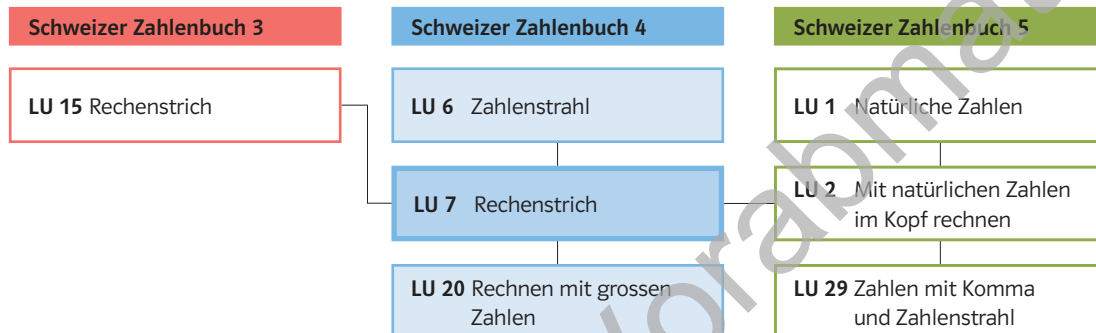 Schweizer Zahlenbuch 3
Schweizer Zahlenbuch 4
Schweizer Zahlenbuch 5
LU 15 Rechenstrich
LU 6 Zahlenstrahl
LU 1 Natürliche Zahlen
LU 7 Rechenstrich
LU 2 Mit natürlichen Zahlen
im Kopf rechnen
LU 20 Rechnen mit grossen
Zahlen
LU 29 Zahlen mit Komma
und Zahlenstrahl